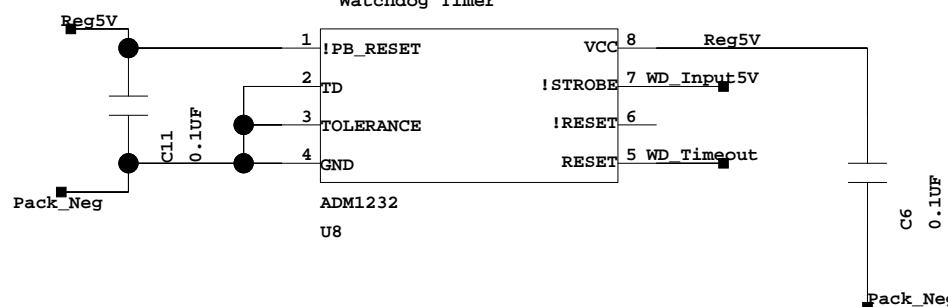 Watchdog Timer
Reg5V
1 !PB_RESET VCC 8 Reg5V
2 TD !STROBE 7 WD_Input5V
3 TOLERANCE !RESET 6
4 GND RESET 5 WD_Timeout
C11
0.1UF
Pack_Neg
ADM1232
U8
C6
0.1UF
Pack_Neg